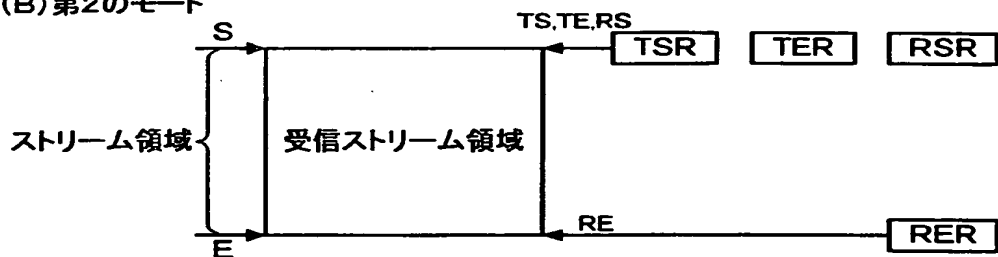 (B)第2のモード
S
TS,TE,RS
TSR
TER
RSR
ストリーム領域
受信ストリーム領域
RE
RER
E